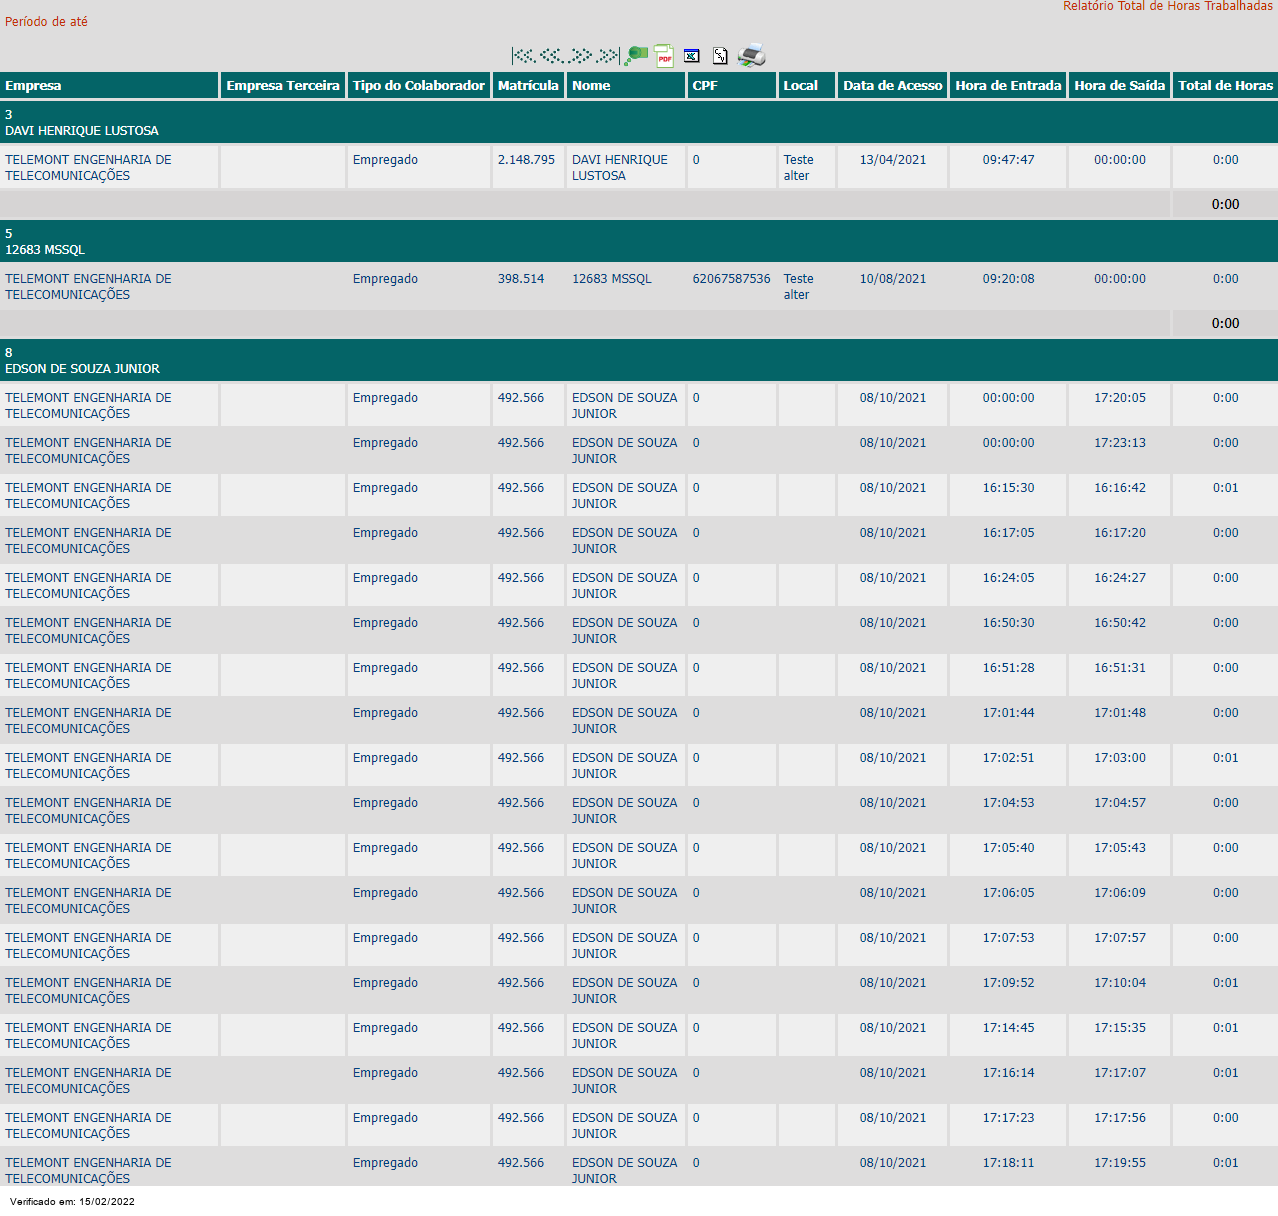 Relatório Total de Horas Trabalhadas
Período de até
Empresa Empresa Terceira Tipo do Colaborador Matrícula Nome CPF Local Data de Acesso Hora de Entrada Hora de Saída Total de Horas
3
DAVI HENRIQUE LUSTOSA
TELEMONT ENGENHARIA DE Empregado 2.148.795 DAVI HENRIQUE 0 Teste 13/04/2021 09:47:47 00:00:00 0:00
TELECOMUNICAÇÕES LUSTOSA alter
0:00
5
12683 MSSQL
TELEMONT ENGENHARIA DE Empregado 398.514 12683 MSSQL 62067587536 Teste 10/08/2021 09:20:08 00:00:00 0:00
TELECOMUNICAÇÕES alter
0:00
8
EDSON DE SOUZA JUNIOR
TELEMONT ENGENHARIA DE Empregado 492.566 EDSON DE SOUZA 0 08/10/2021 00:00:00 17:20:05 0:00
TELECOMUNICAÇÕES JUNIOR
TELEMONT ENGENHARIA DE Empregado 492.566 EDSON DE SOUZA 0 08/10/2021 00:00:00 17:23:13 0:00
TELECOMUNICAÇÕES JUNIOR
TELEMONT ENGENHARIA DE Empregado 492.566 EDSON DE SOUZA 0 08/10/2021 16:15:30 16:16:42 0:01
TELECOMUNICAÇÕES JUNIOR
TELEMONT ENGENHARIA DE Empregado 492.566 EDSON DE SOUZA 0 08/10/2021 16:17:05 16:17:20 0:00
TELECOMUNICAÇÕES JUNIOR
TELEMONT ENGENHARIA DE Empregado 492.566 EDSON DE SOUZA 0 08/10/2021 16:24:05 16:24:27 0:00
TELECOMUNICAÇÕES JUNIOR
TELEMONT ENGENHARIA DE Empregado 492.566 EDSON DE SOUZA 0 08/10/2021 16:50:30 16:50:42 0:00
TELECOMUNICAÇÕES JUNIOR
TELEMONT ENGENHARIA DE Empregado 492.566 EDSON DE SOUZA 0 08/10/2021 16:51:28 16:51:31 0:00
TELECOMUNICAÇÕES JUNIOR
TELEMONT ENGENHARIA DE Empregado 492.566 EDSON DE SOUZA 0 08/10/2021 17:01:44 17:01:48 0:00
TELECOMUNICAÇÕES JUNIOR
TELEMONT ENGENHARIA DE Empregado 492.566 EDSON DE SOUZA 0 08/10/2021 17:02:51 17:03:00 0:01
TELECOMUNICAÇÕES JUNIOR
TELEMONT ENGENHARIA DE Empregado 492.566 EDSON DE SOUZA 0 08/10/2021 17:04:53 17:04:57 0:00
TELECOMUNICAÇÕES JUNIOR
TELEMONT ENGENHARIA DE Empregado 492.566 EDSON DE SOUZA 0 08/10/2021 17:05:40 17:05:43 0:00
TELECOMUNICAÇÕES JUNIOR
TELEMONT ENGENHARIA DE Empregado 492.566 EDSON DE SOUZA 0 08/10/2021 17:06:05 17:06:09 0:00
TELECOMUNICAÇÕES JUNIOR
TELEMONT ENGENHARIA DE Empregado 492.566 EDSON DE SOUZA 0 08/10/2021 17:07:53 17:07:57 0:00
TELECOMUNICAÇÕES JUNIOR
TELEMONT ENGENHARIA DE Empregado 492.566 EDSON DE SOUZA 0 08/10/2021 17:09:52 17:10:04 0:01
TELECOMUNICAÇÕES JUNIOR
TELEMONT ENGENHARIA DE Empregado 492.566 EDSON DE SOUZA 0 08/10/2021 17:14:45 17:15:35 0:01
TELECOMUNICAÇÕES JUNIOR
TELEMONT ENGENHARIA DE Empregado 492.566 EDSON DE SOUZA 0 08/10/2021 17:16:14 17:17:07 0:01
TELECOMUNICAÇÕES JUNIOR
TELEMONT ENGENHARIA DE Empregado 492.566 EDSON DE SOUZA 0 08/10/2021 17:17:23 17:17:56 0:00
TELECOMUNICAÇÕES JUNIOR
TELEMONT ENGENHARIA DE Empregado 492.566 EDSON DE SOUZA 0 08/10/2021 17:18:11 17:19:55 0:01
TELECOMUNICAÇÕES JUNIOR
Verificado em: 15/02/2022